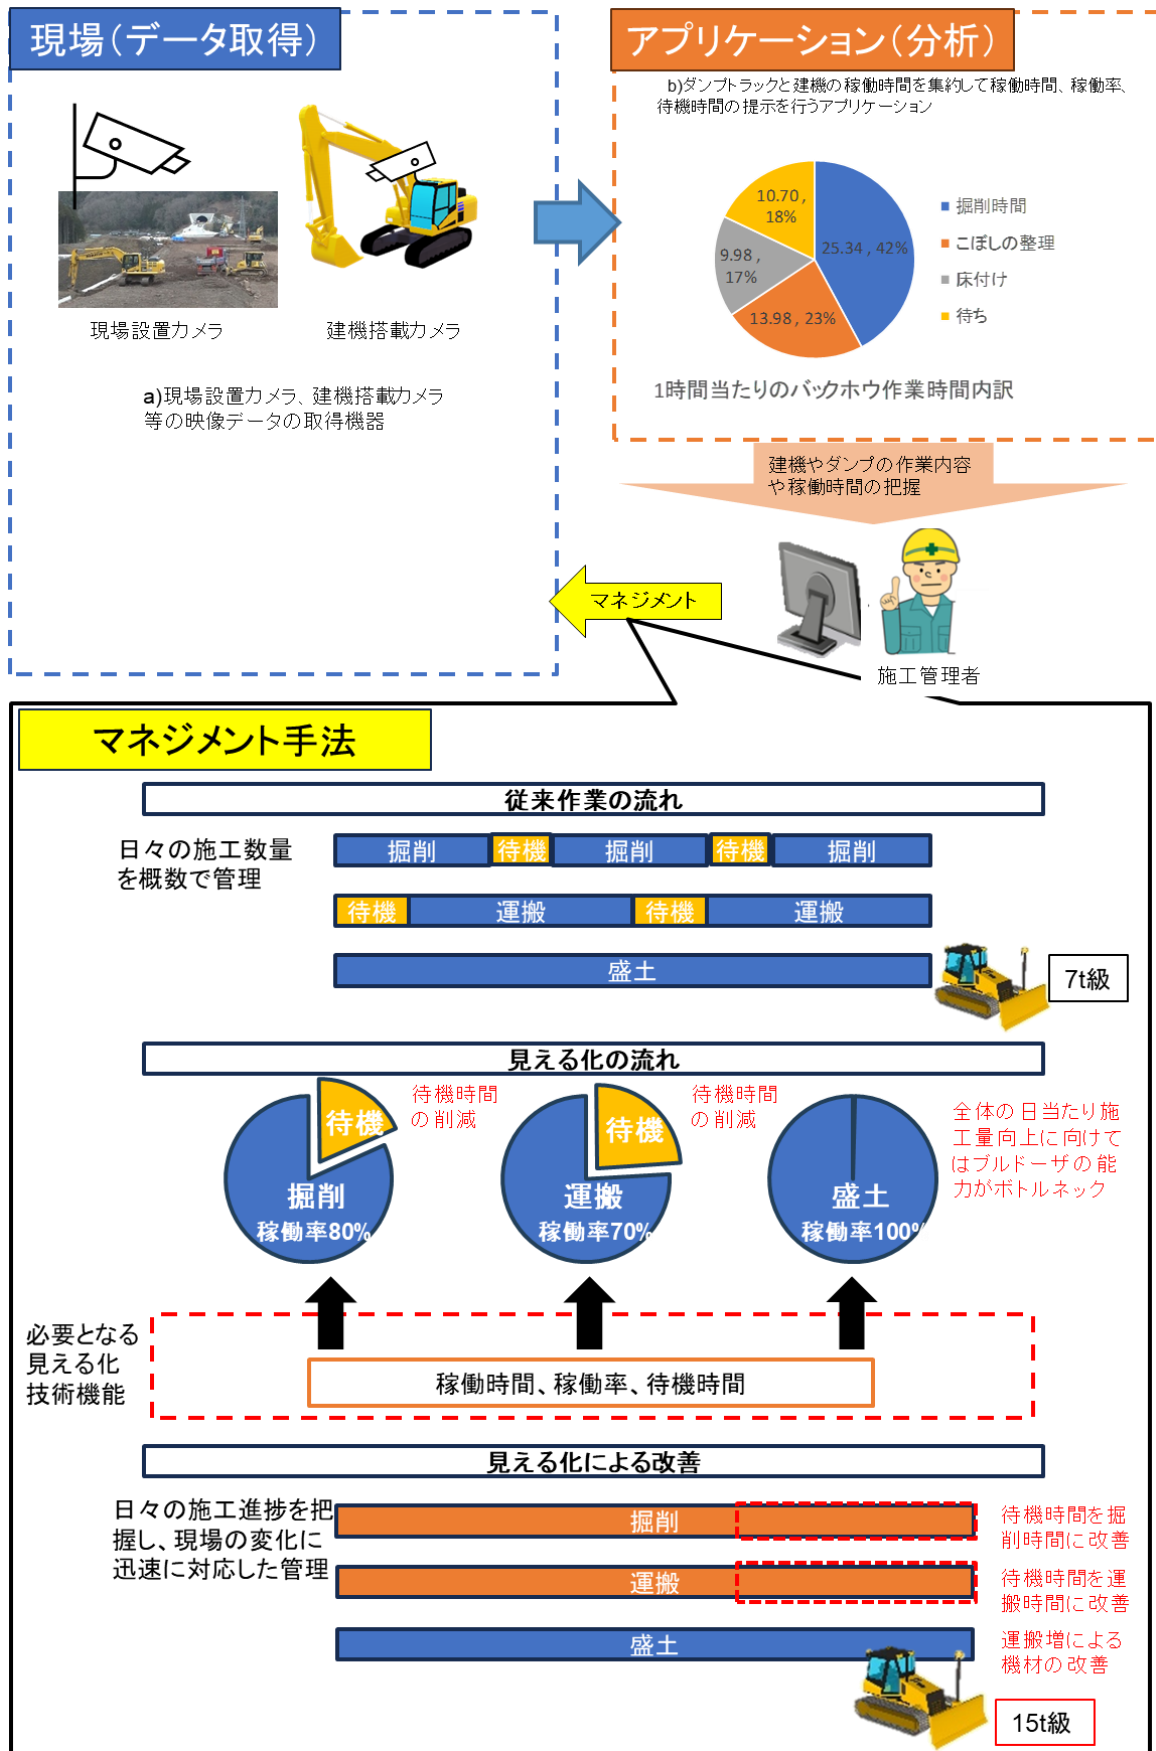 現場（データ取得）
現場設置カメラ
建機搭載カメラ
a)現場設置カメラ、建機搭載カメラ
等の映像データの取得機器
アプリケーション（分析）
b)ダンプトラックと建機の稼働時間を集約して稼働時間、稼働率、
待機時間の提示を行うアプリケーション
10.70 ,
18%
25.34 , 42%
9.98 ,
17%
13.98 , 23%
掘削時間
こぼしの整理
床付け
待ち
1時間当たりのバックホウ作業時間内訳
建機やダンプの作業内容
や稼働時間の把握
マネジメント
施工管理者
マネジメント手法
従来作業の流れ
日々の施工数量
を概数で管理
掘削
待機
掘削
待機
掘削
待機
運搬
待機
運搬
盛土
7t級
見える化の流れ
待機
掘削
稼働率80%
待機時間
の削減
待機
運搬
稼働率70%
待機時間
の削減
盛土
稼働率100%
全体の日当たり施
工量向上に向けて
はブルドーザの能
力がボトルネック
必要となる
見える化
技術機能
稼働時間、稼働率、待機時間
見える化による改善
日々の施工進捗を把
握し、現場の変化に
迅速に対応した管理
掘削
待機時間を掘
削時間に改善
運搬
待機時間を運
搬時間に改善
盛土
運搬増による
機材の改善
15t級